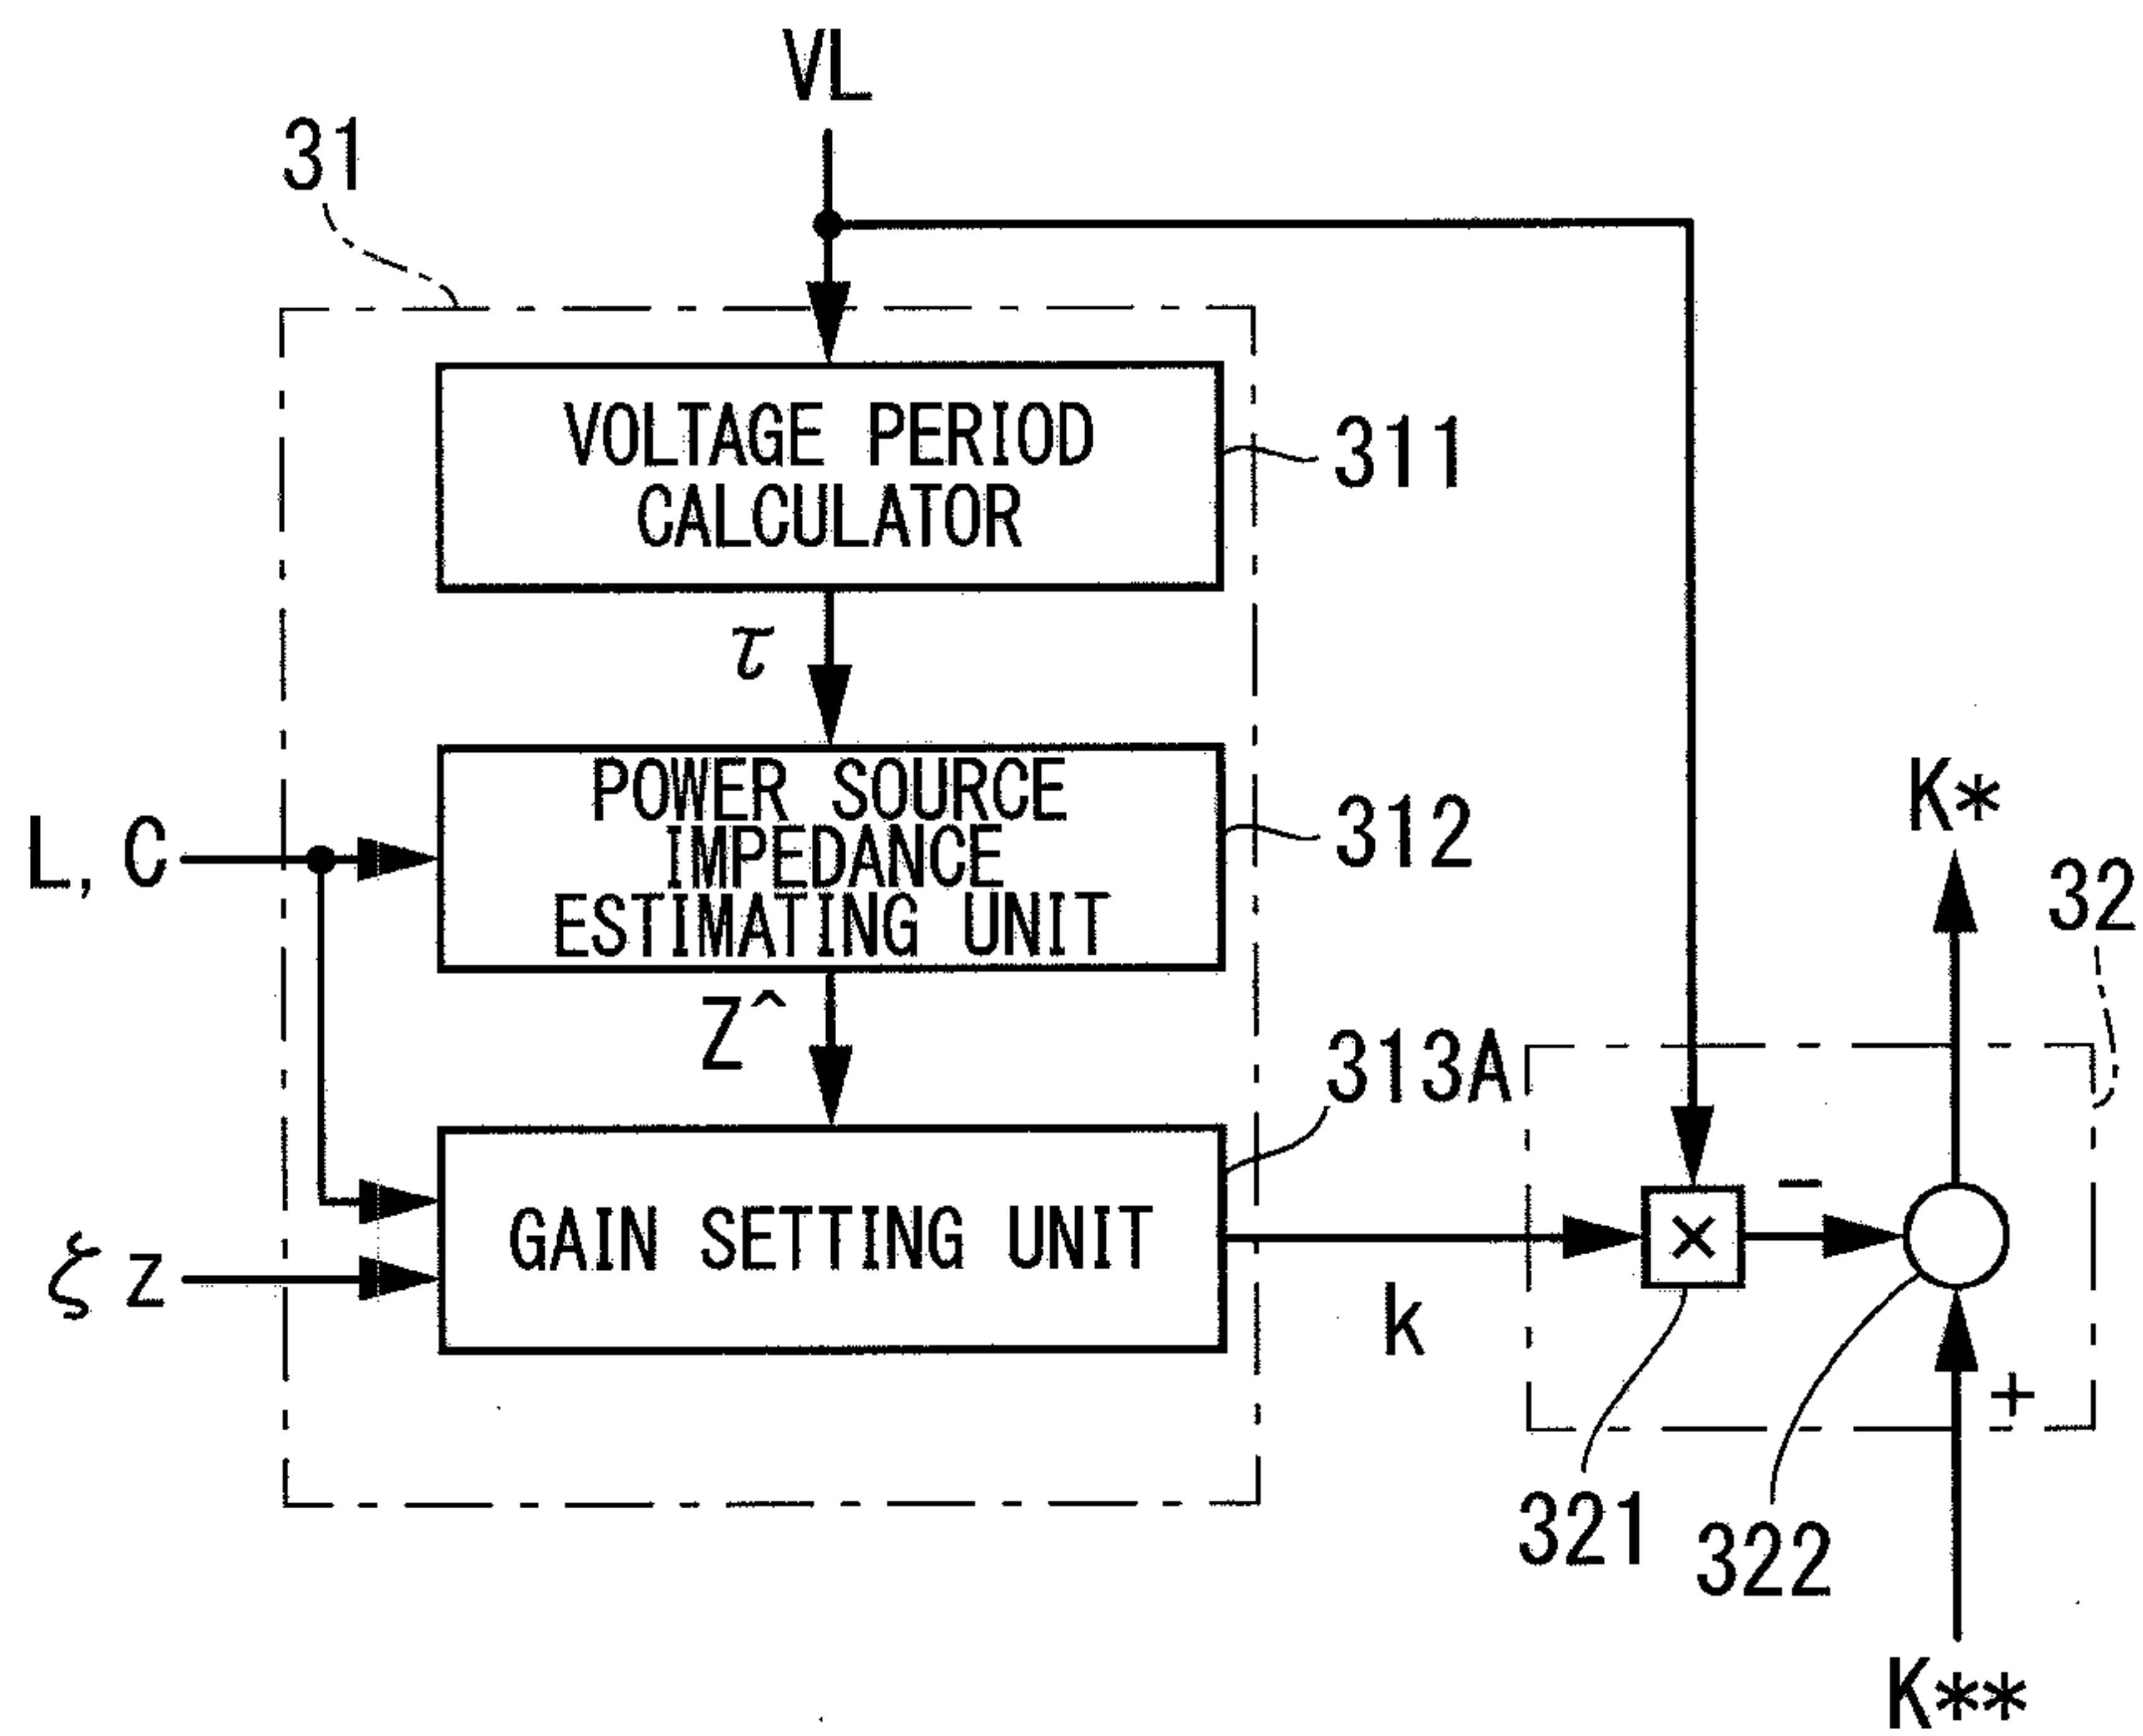 VL
31
VOLTAGE PERIOD
CALCULATOR
311
τ
POWER SOURCE
IMPEDANCE
ESTIMATING UNIT
312
L, C
K*
32
Z^
313A
GAIN SETTING UNIT
ζz
k
×
−
+
321
322
K**